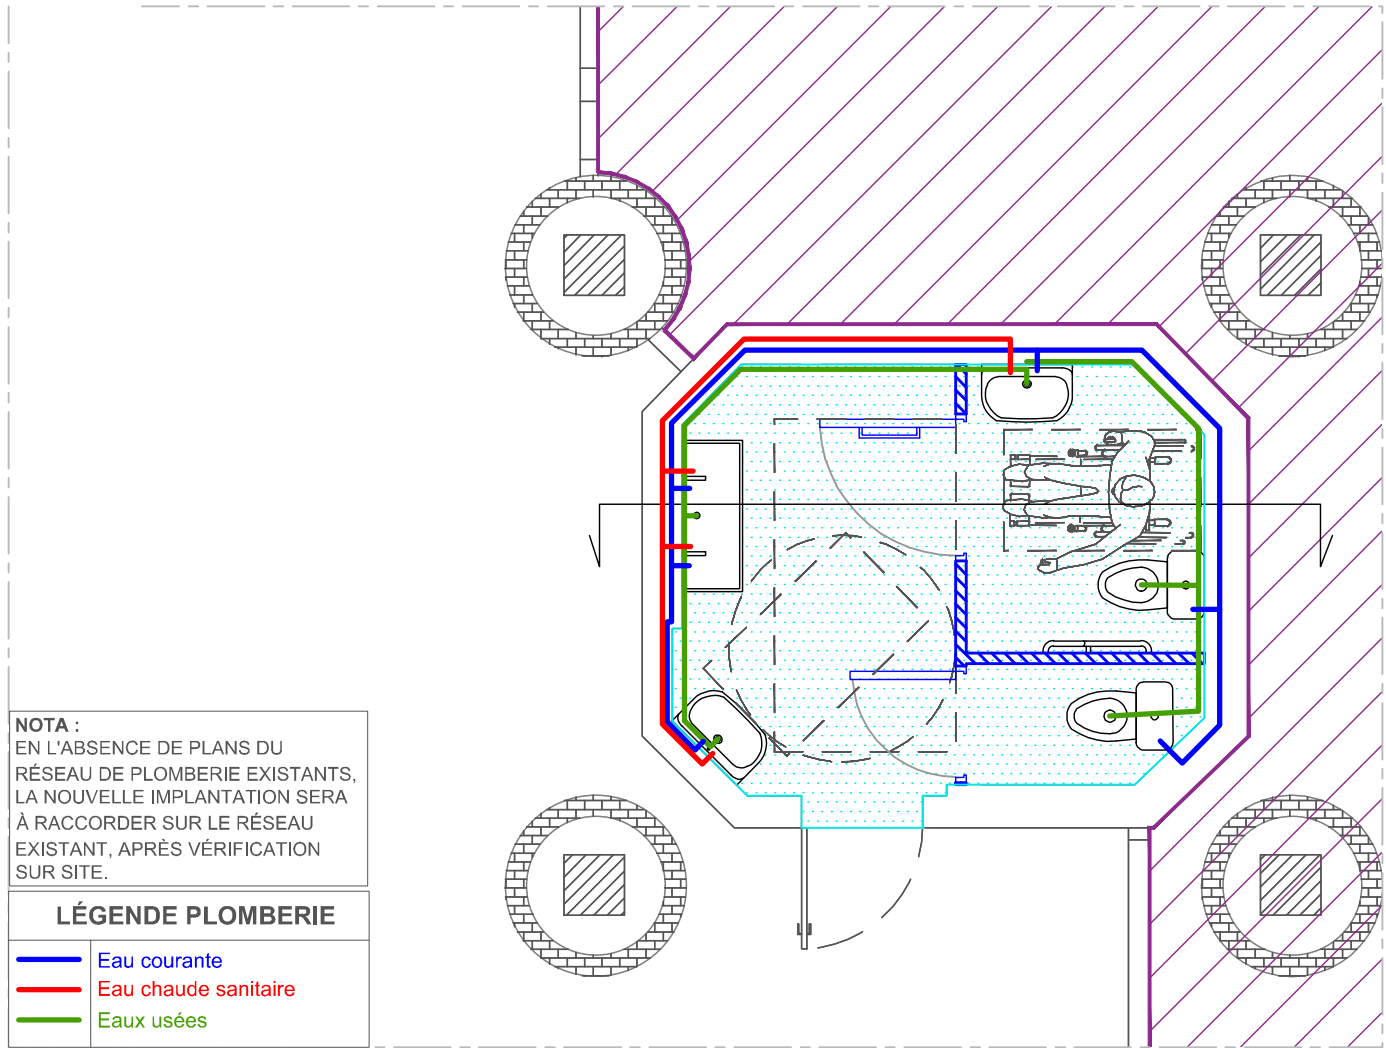 NOTA :
EN L'ABSENCE DE PLANS DU
RÉSEAU DE PLOMBERIE EXISTANTS,
LA NOUVELLE IMPLANTATION SERA
À RACCORDER SUR LE RÉSEAU
EXISTANT, APRÈS VÉRIFICATION
SUR SITE.
LÉGENDE PLOMBERIE
Eau courante
Eau chaude sanitaire
Eaux usées